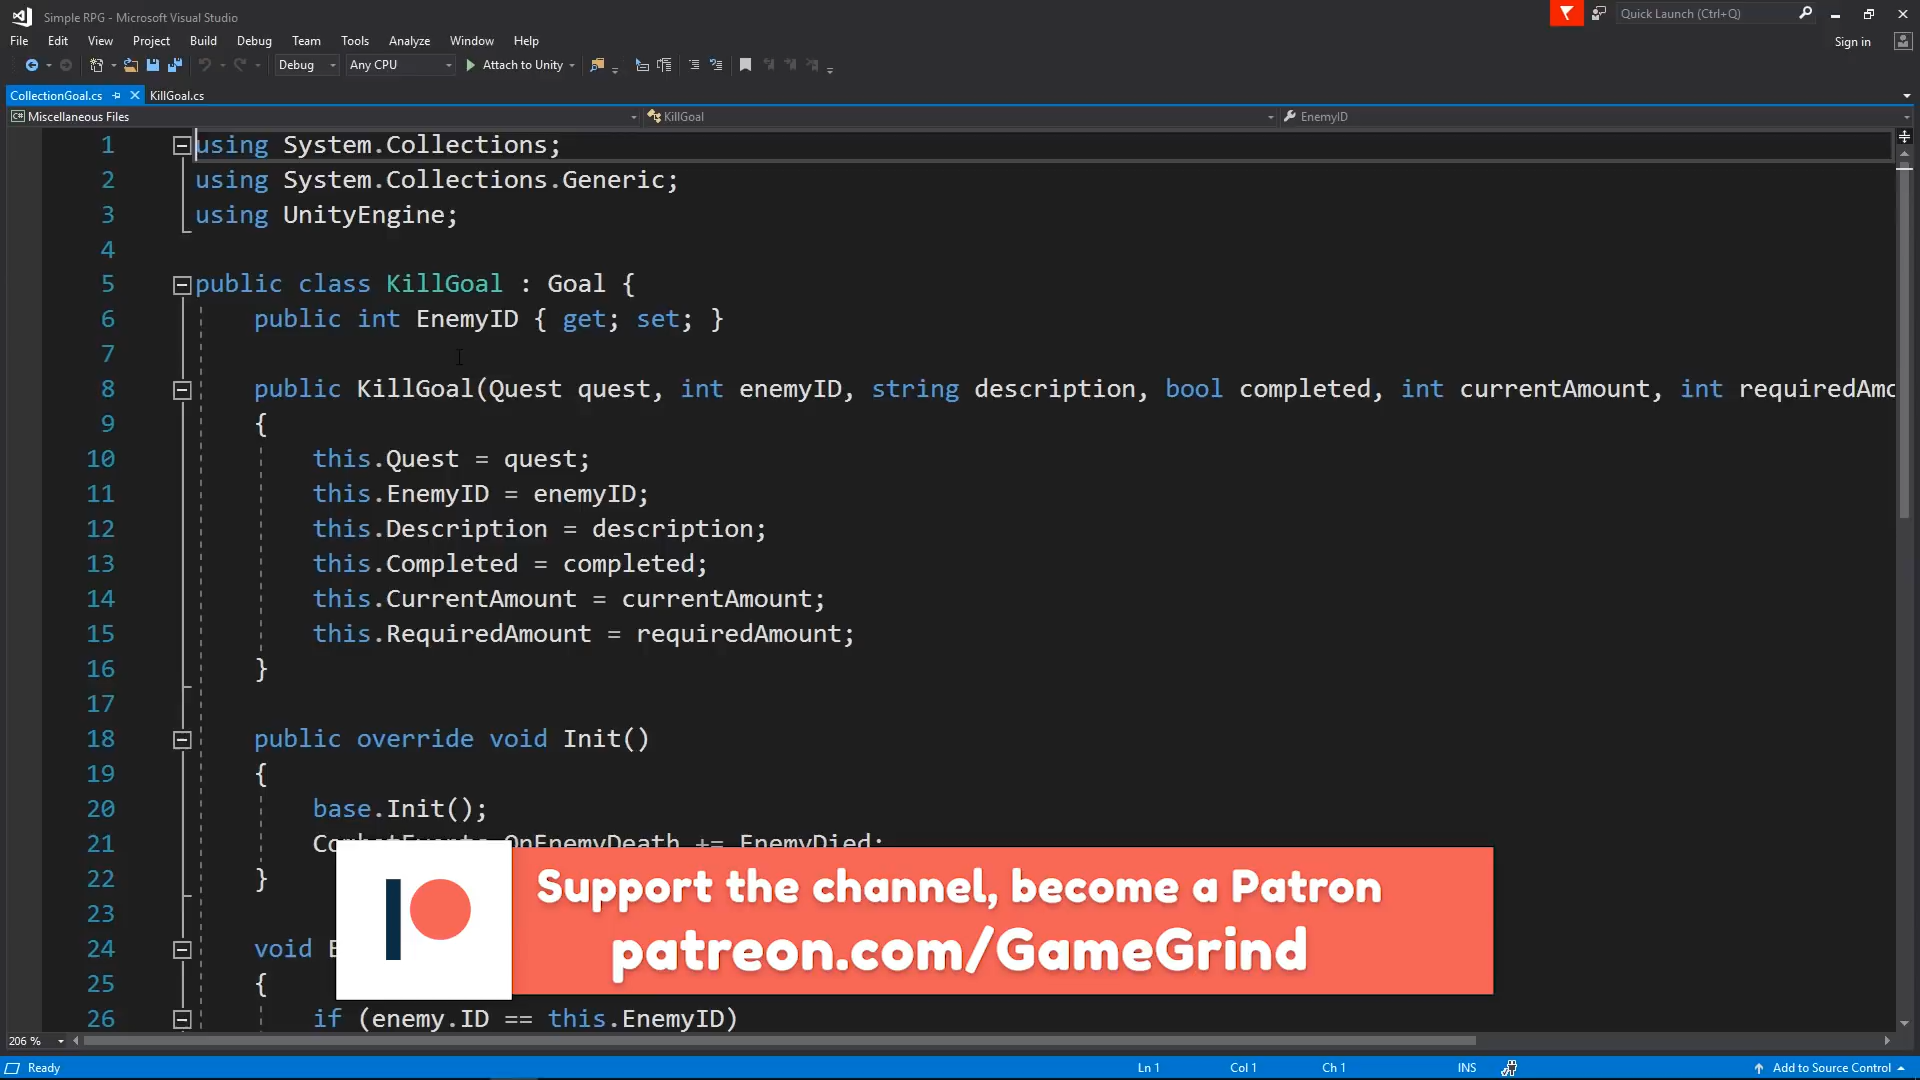 Simple RPG - Microsoft Visual Studio
Quick Launch (Ctrl+Q)
File Edit View Project Build Debug Team Tools Analyze Window Help
Sign in
Debug Any CPU Attach to Unity
CollectionGoal.cs KillGoal.cs
Miscellaneous Files KillGoal EnemyID
1 using System.Collections;
2 using System.Collections.Generic;
3 using UnityEngine;
4
5 public class KillGoal : Goal {
6 public int EnemyID { get; set; }
7
8 public KillGoal(Quest quest, int enemyID, string description, bool completed, int currentAmount, int requiredAmo
9 {
10 this.Quest = quest;
11 this.EnemyID = enemyID;
12 this.Description = description;
13 this.Completed = completed;
14 this.CurrentAmount = currentAmount;
15 this.RequiredAmount = requiredAmount;
16 }
17
18 public override void Init()
19 {
20 base.Init();
21 CombatEvents.OnEnemyDeath += EnemyDied;
22 }
23
24 void
25 {
26 if (enemy.ID == this.EnemyID)
Support the channel, become a Patron
patreon.com/GameGrind
206 %
Ready Ln 1 Col 1 Ch 1 INS Add to Source Control